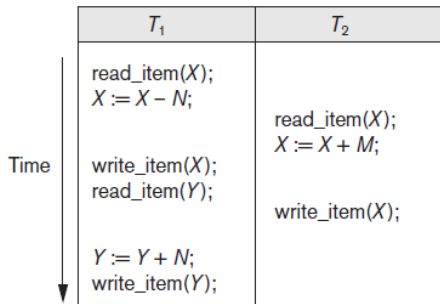 T₁ T₂
read_item(X);
X := X – N;
read_item(X);
X := X + M;
Time
write_item(X);
read_item(Y);
write_item(X);
Y := Y + N;
write_item(Y);